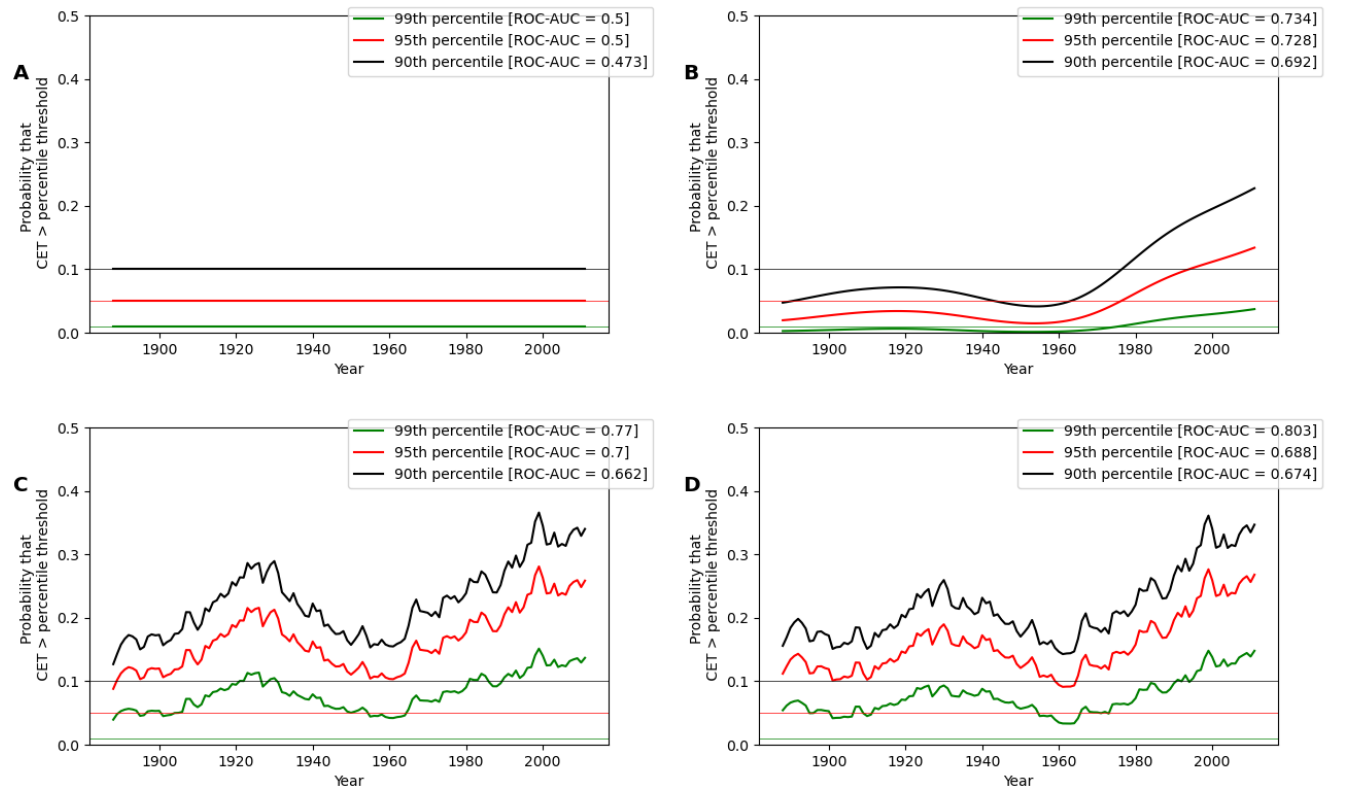 A
99th percentile [ROC-AUC = 0.5]
95th percentile [ROC-AUC = 0.5]
90th percentile [ROC-AUC = 0.473]
Probability that
CET > percentile threshold
0.5
0.4
0.3
0.2
0.1
0.0
1900 1920 1940 1960 1980 2000
Year
B
99th percentile [ROC-AUC = 0.734]
95th percentile [ROC-AUC = 0.728]
90th percentile [ROC-AUC = 0.692]
Probability that
CET > percentile threshold
0.5
0.4
0.3
0.2
0.1
0.0
1900 1920 1940 1960 1980 2000
Year
C
99th percentile [ROC-AUC = 0.77]
95th percentile [ROC-AUC = 0.7]
90th percentile [ROC-AUC = 0.662]
Probability that
CET > percentile threshold
0.5
0.4
0.3
0.2
0.1
0.0
1900 1920 1940 1960 1980 2000
Year
D
99th percentile [ROC-AUC = 0.803]
95th percentile [ROC-AUC = 0.688]
90th percentile [ROC-AUC = 0.674]
Probability that
CET > percentile threshold
0.5
0.4
0.3
0.2
0.1
0.0
1900 1920 1940 1960 1980 2000
Year